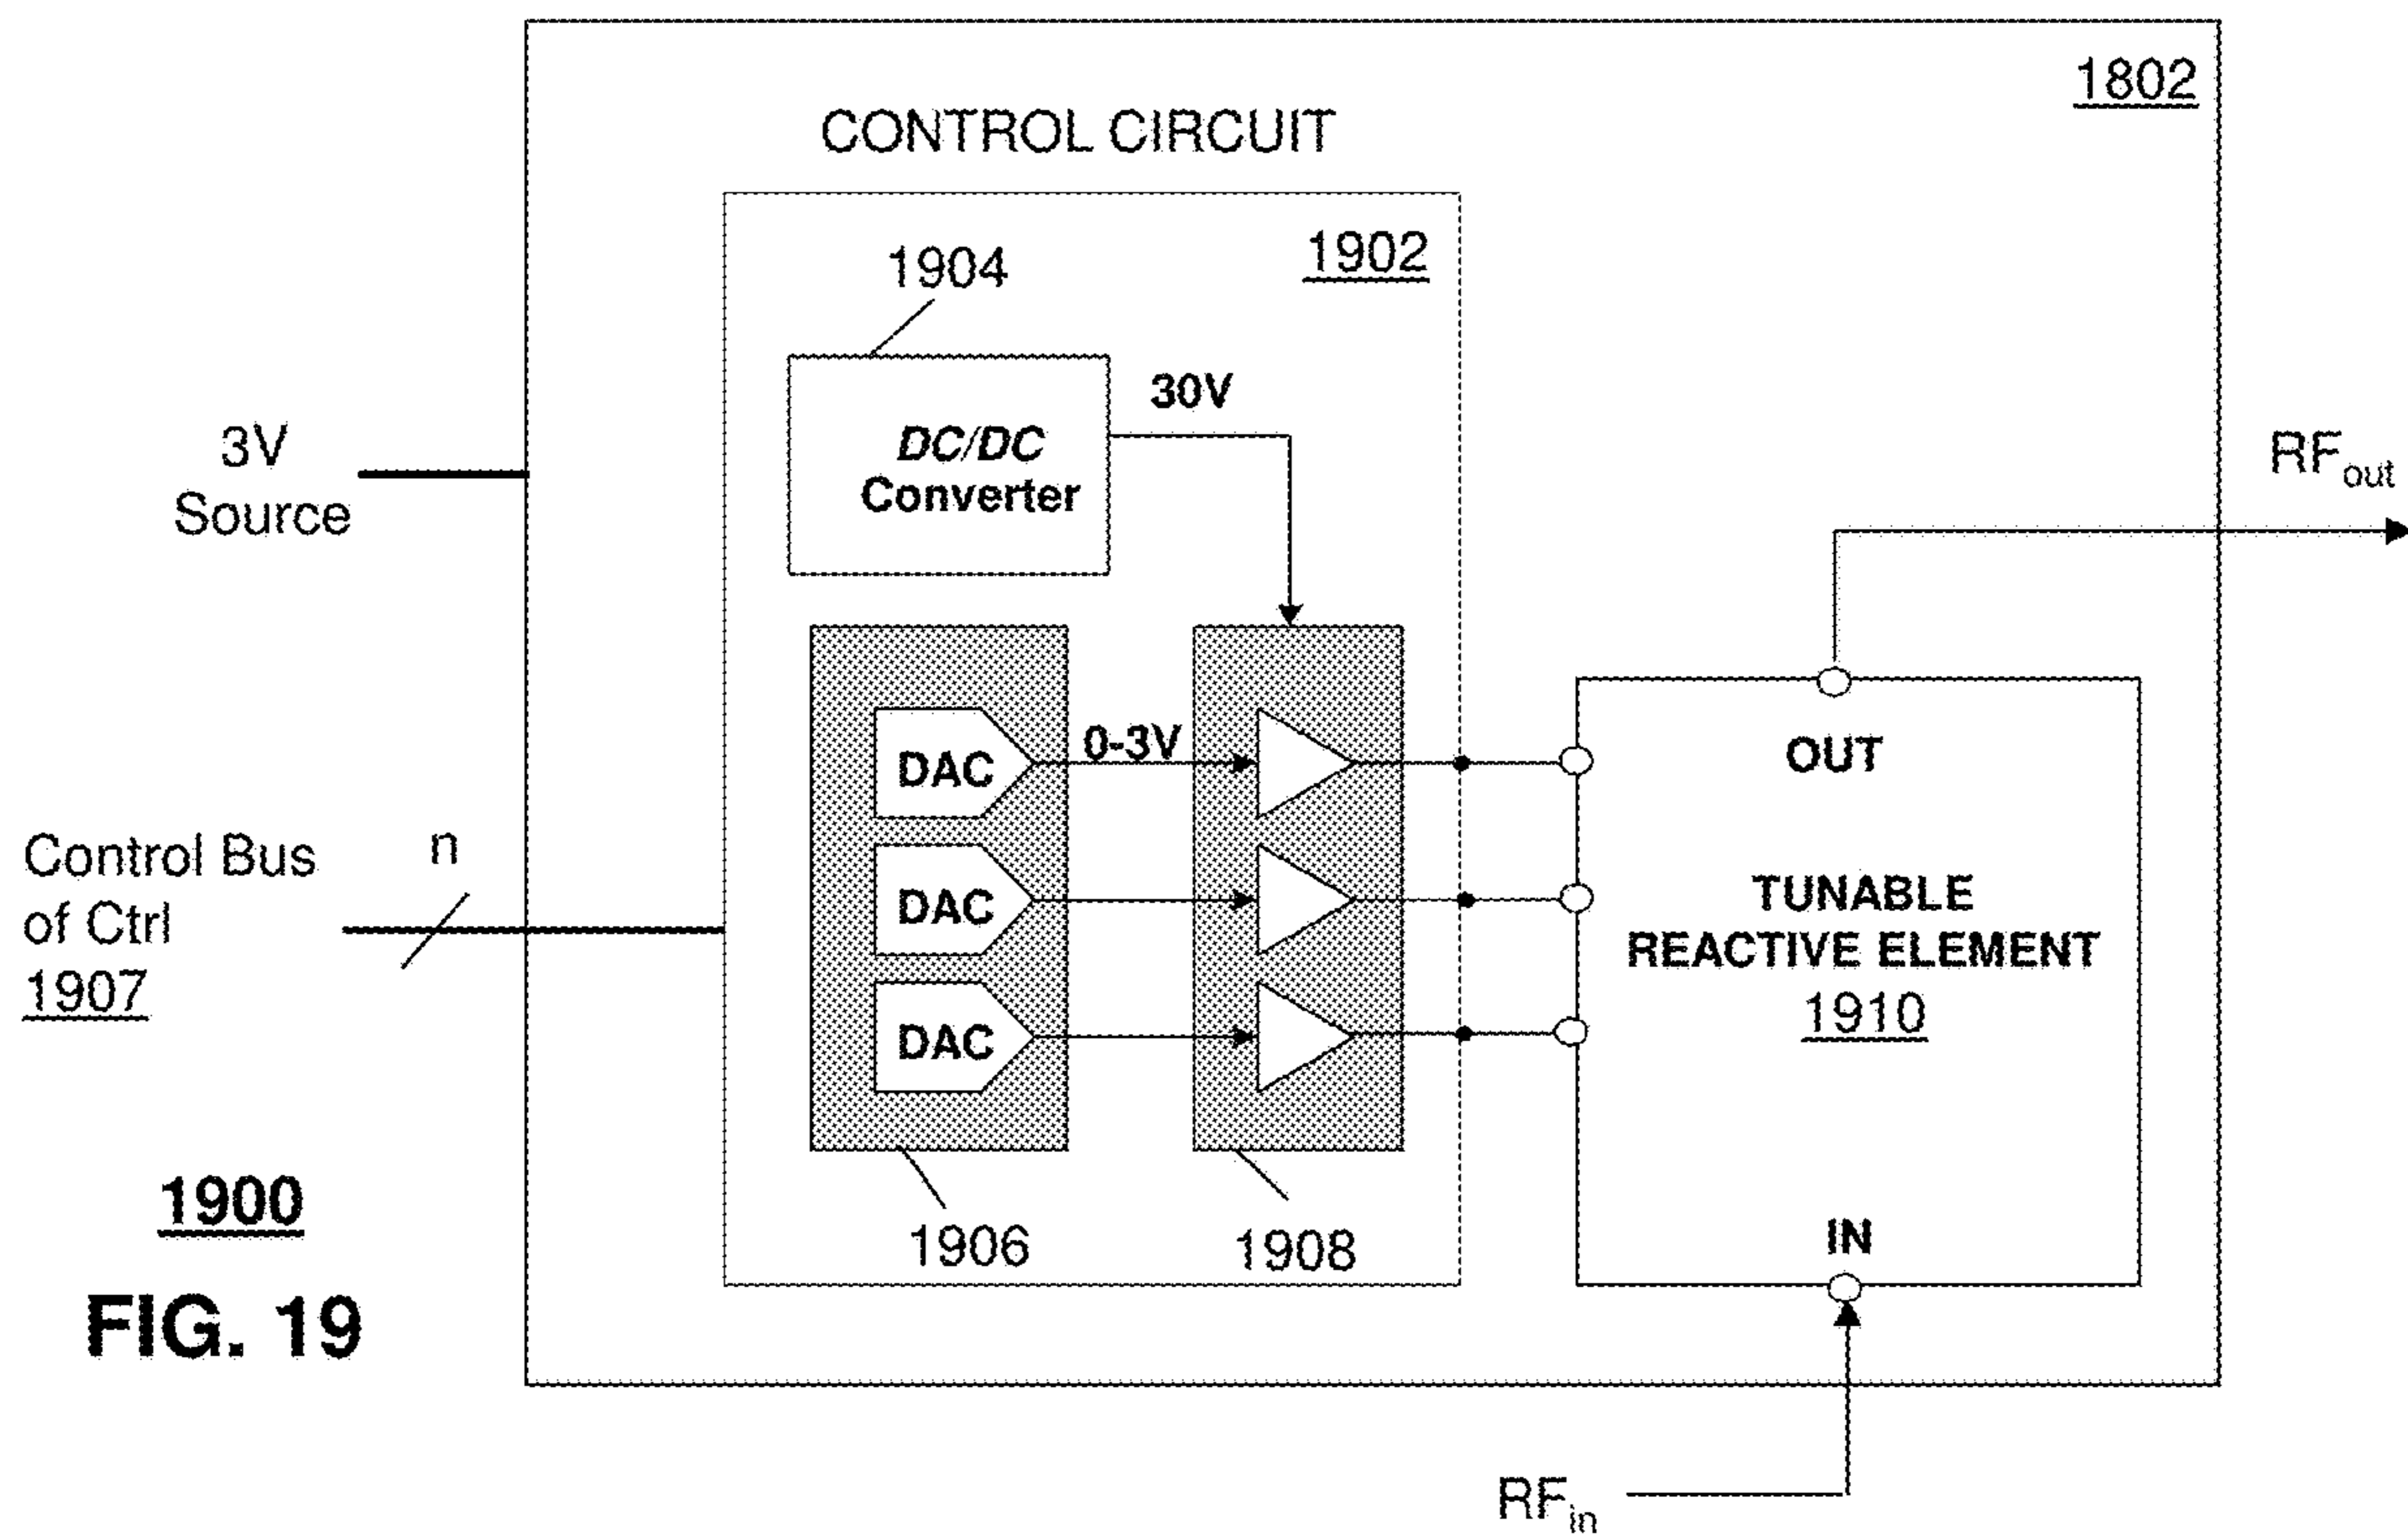 1802
CONTROL CIRCUIT
1902
1904
30V
DC/DC
Converter
3V
Source
RFout
0-3V
DAC
DAC
DAC
OUT
TUNABLE
REACTIVE ELEMENT
1910
IN
Control Bus
of Ctrl
1907
n
1906
1908
1900
FIG. 19
RFin